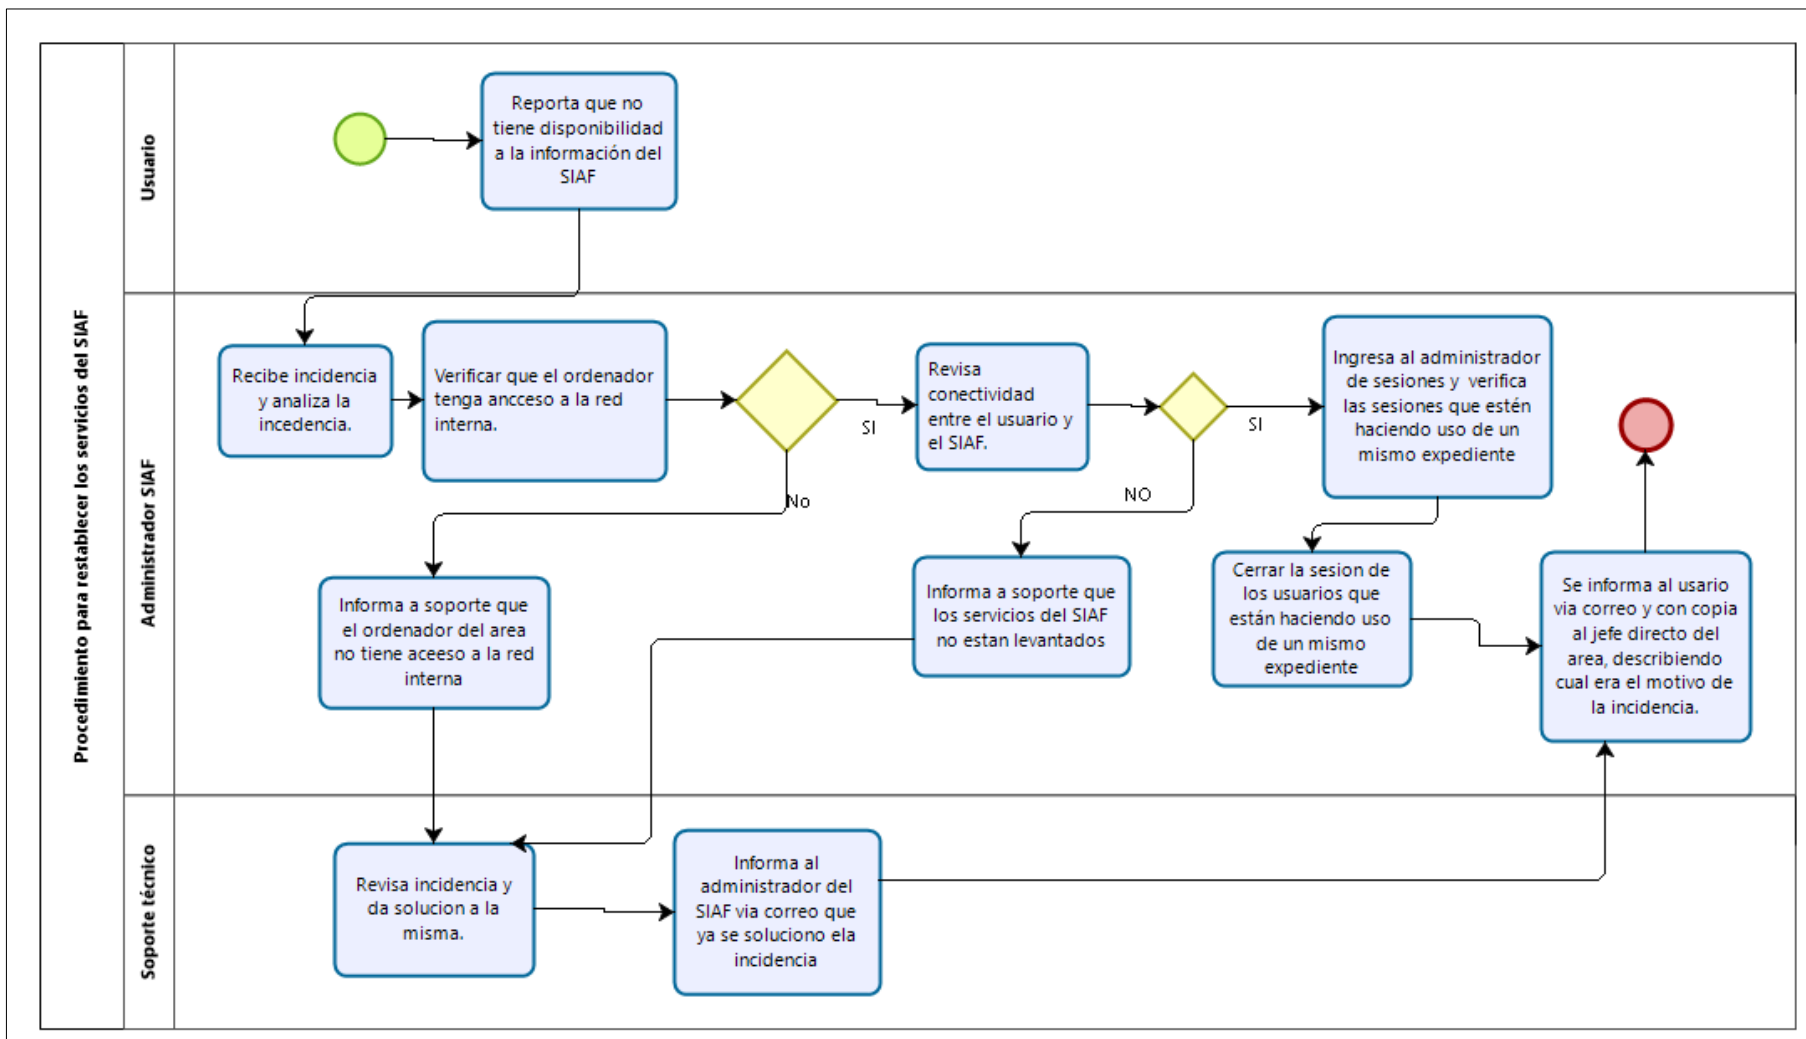 Procedimiento para restablecer los servicios del SIAF
Usuario
Reporta que no
tiene disponibilidad
a la información del
SIAF
Administrador SIAF
Recibe incidencia
y analiza la
incedencia.
Verificar que el ordenador
tenga ancceso a la red
interna.
SI
No
Revisa
conectividad
entre el usuario y
el SIAF.
SI
NO
Ingresa al administrador
de sesiones y verifica
las sesiones que estén
haciendo uso de un
mismo expediente
Informa a soporte que
el ordenador del area
no tiene aceeso a la red
interna
Informa a soporte que
los servicios del SIAF
no estan levantados
Cerrar la sesion de
los usuarios que
están haciendo uso
de un mismo
expediente
Se informa al usario
via correo y con copia
al jefe directo del
area, describiendo
cual era el motivo de
la incidencia.
Soporte técnico
Revisa incidencia y
da solucion a la
misma.
Informa al
administrador del
SIAF via correo que
ya se soluciono ela
incidencia